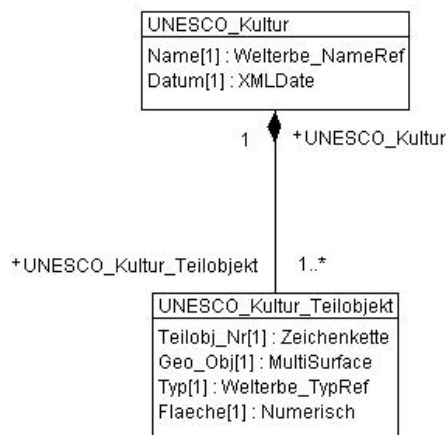 UNESCO_Kultur
Name[1] : Welterbe_NameRef
Datum[1] : XMLDate
1 +UNESCO_Kultur
+UNESCO_Kultur_Teilobjekt 1..*
UNESCO_Kultur_Teilobjekt
Teilobj_Nr[1] : Zeichenkette
Geo_Obj[1] : MultiSurface
Typ[1] : Welterbe_TypRef
Flaeche[1] : Numerisch